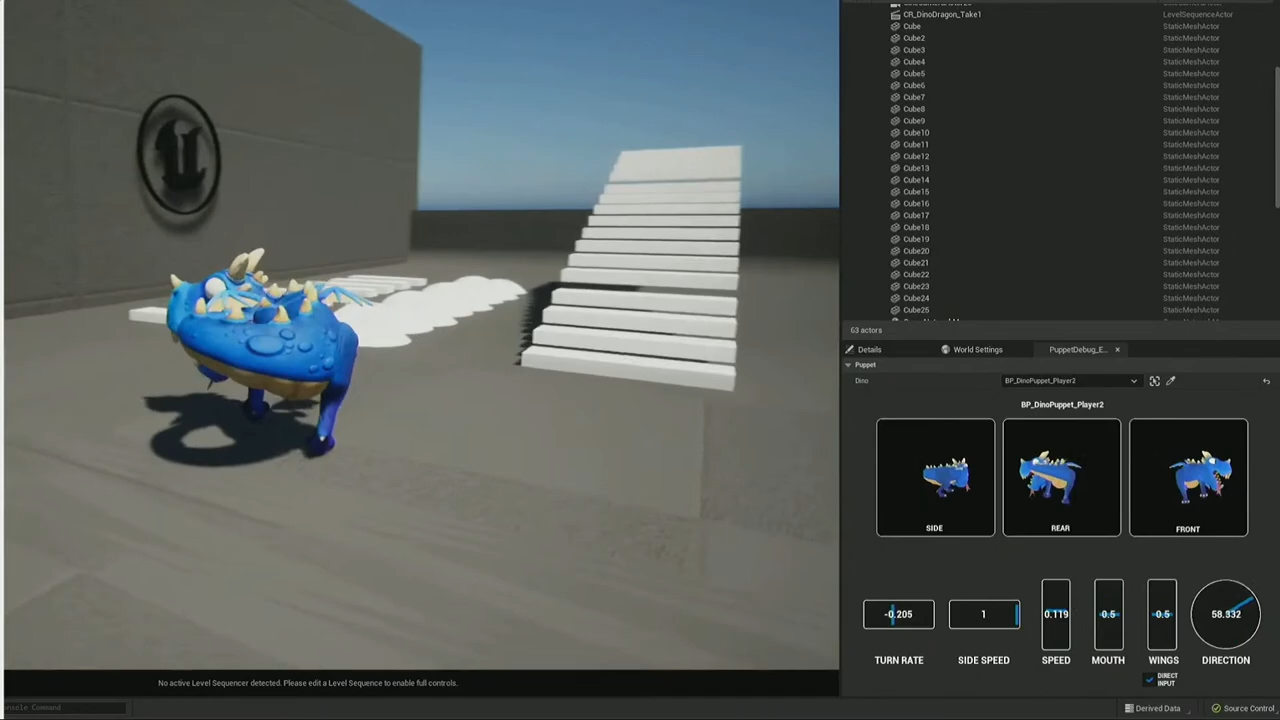 CR_DinoDragon_Take1 LevelSequenceActor
Cube StaticMeshActor
Cube2 StaticMeshActor
Cube3 StaticMeshActor
Cube4 StaticMeshActor
Cube5 StaticMeshActor
Cube6 StaticMeshActor
Cube7 StaticMeshActor
Cube8 StaticMeshActor
Cube9 StaticMeshActor
Cube10 StaticMeshActor
Cube11 StaticMeshActor
Cube12 StaticMeshActor
Cube13 StaticMeshActor
Cube14 StaticMeshActor
Cube15 StaticMeshActor
Cube16 StaticMeshActor
Cube17 StaticMeshActor
Cube18 StaticMeshActor
Cube19 StaticMeshActor
Cube20 StaticMeshActor
Cube21 StaticMeshActor
Cube22 StaticMeshActor
Cube23 StaticMeshActor
Cube24 StaticMeshActor
Cube25 StaticMeshActor
53 actors
Details World Settings PuppetDebug_E... ×
Puppet
Dino BP_DinoPuppet_Player2
BP_DinoPuppet_Player2
SIDE REAR FRONT
-0.205 1 0.119 0.5 0.5 58.332
TURN RATE SIDE SPEED SPEED MOUTH WINGS DIRECTION
DIRECT
INPUT
No active Level Sequencer detected. Please edit a Level Sequence to enable full controls.
onsole Command Derived Data Source Control